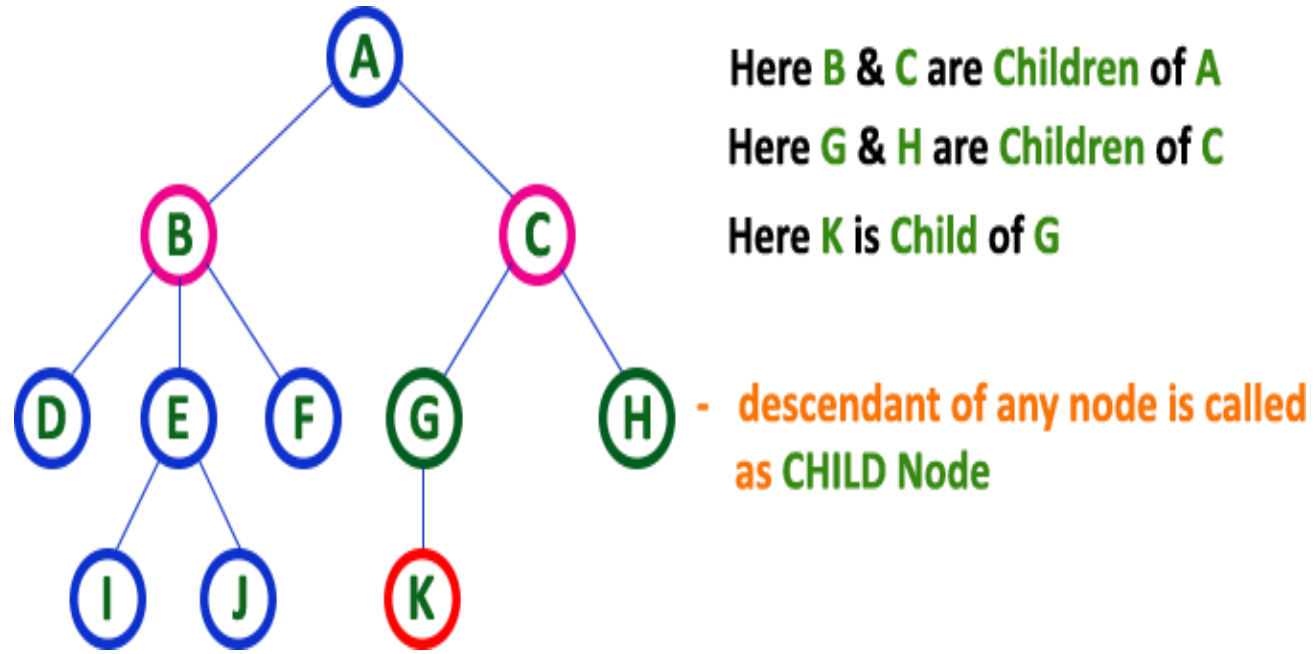 A
Here B & C are Children of A
Here G & H are Children of C
B C
Here K is Child of G
D E F G H
- descendant of any node is called
as CHILD Node
I J K